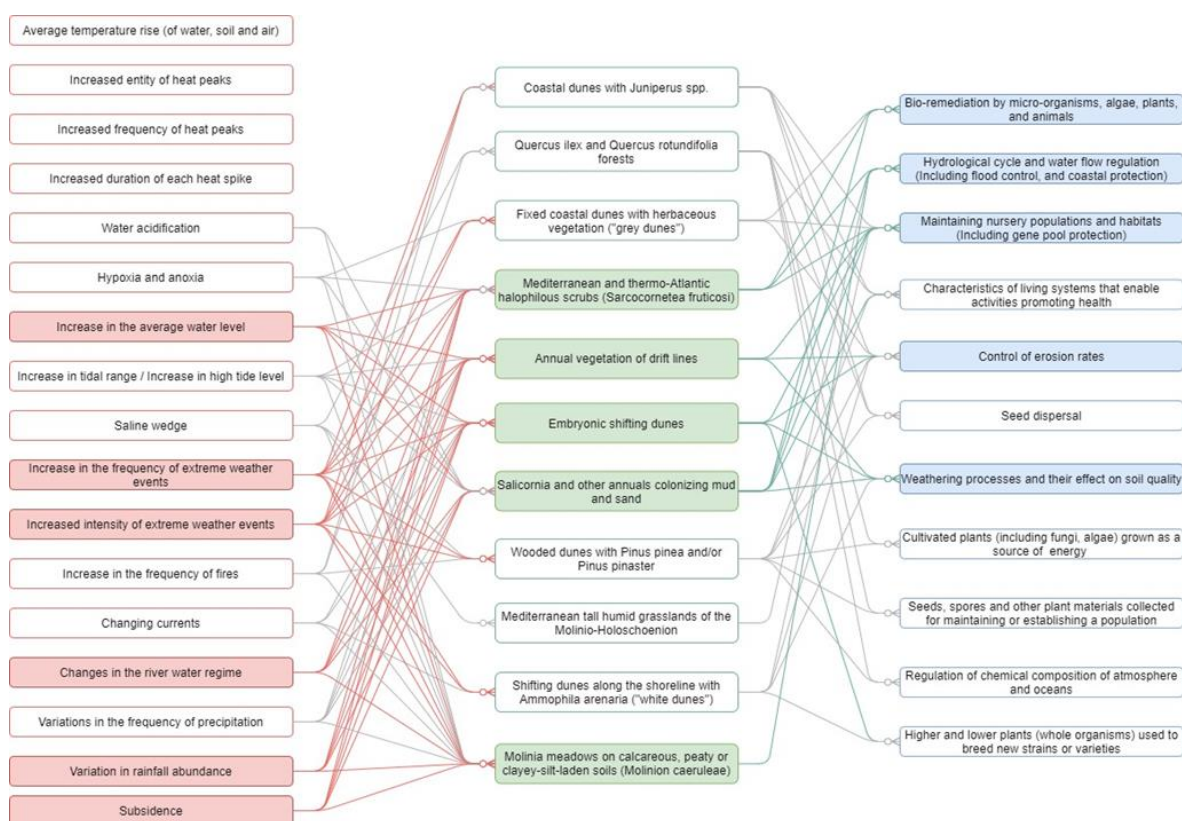 Average temperature rise (of water, soil and air)
Increased entity of heat peaks
Increased frequency of heat peaks
Increased duration of each heat spike
Water acidification
Hypoxia and anoxia
Increase in the average water level
Increase in tidal range / Increase in high tide level
Saline wedge
Increase in the frequency of extreme weather
events
Increased intensity of extreme weather events
Increase in the frequency of fires
Changing currents
Changes in the river water regime
Variations in the frequency of precipitation
Variation in rainfall abundance
Subsidence
Coastal dunes with Juniperus spp.
Quercus ilex and Quercus rotundifolia
forests
Fixed coastal dunes with herbaceous
vegetation ("grey dunes")
Mediterranean and thermo-Atlantic
halophilous scrubs (Sarcocornetea fruticosi)
Annual vegetation of drift lines
Embryonic shifting dunes
Salicornia and other annuals colonizing mud
and sand
Wooded dunes with Pinus pinea and/or
Pinus pinaster
Mediterranean tall humid grasslands of the
Molinio-Holoschoenion
Shifting dunes along the shoreline with
Ammophila arenaria ("white dunes")
Molinia meadows on calcareous, peaty or
clayey-silt-laden soils (Molinion caeruleae)
Bio-remediation by micro-organisms, algae, plants,
and animals
Hydrological cycle and water flow regulation
(Including flood control, and coastal protection)
Maintaining nursery populations and habitats
(Including gene pool protection)
Characteristics of living systems that enable
activities promoting health
Control of erosion rates
Seed dispersal
Weathering processes and their effect on soil quality
Cultivated plants (including fungi, algae) grown as a
source of energy
Seeds, spores and other plant materials collected
for maintaining or establishing a population
Regulation of chemical composition of atmosphere
and oceans
Higher and lower plants (whole organisms) used to
breed new strains or varieties